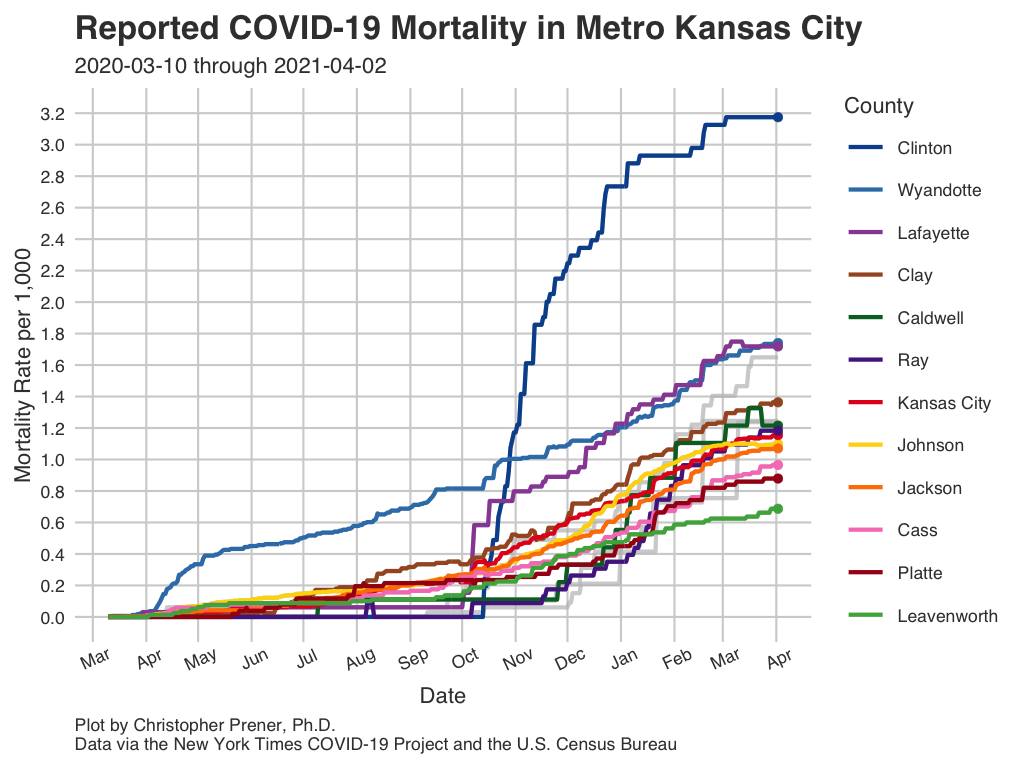 Reported COVID-19 Mortality in Metro Kansas City
2020-03-10 through 2021-04-02
Mortality Rate per 1,000
3.2
3.0
2.8
2.6
2.4
2.2
2.0
1.8
1.6
1.4
1.2
1.0
0.8
0.6
0.4
0.2
0.0
Mar Apr May Jun Jul Aug Sep Oct Nov Dec Jan Feb Mar Apr
Date
County
Clinton
Wyandotte
Lafayette
Clay
Caldwell
Ray
Kansas City
Johnson
Jackson
Cass
Platte
Leavenworth
Plot by Christopher Prener, Ph.D.
Data via the New York Times COVID-19 Project and the U.S. Census Bureau